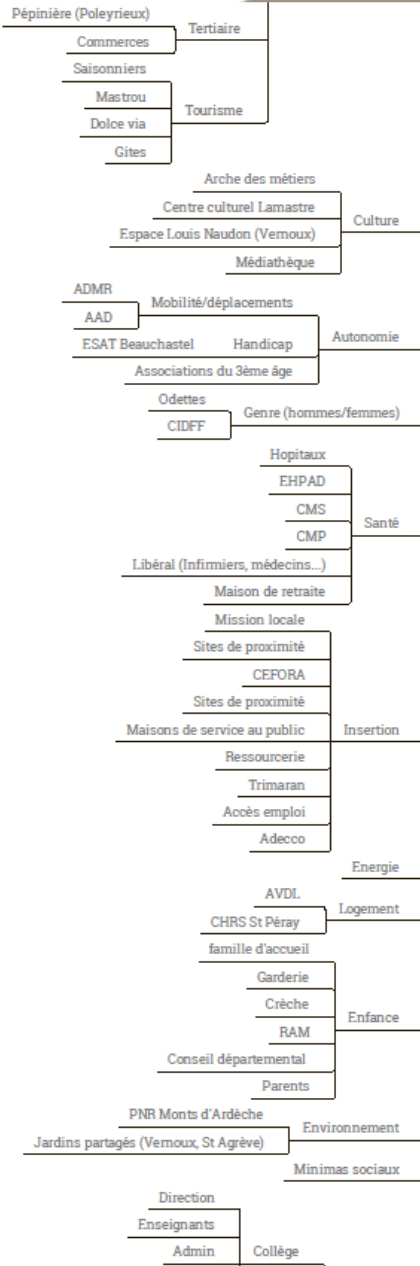 Pépinière (Poleyrieux)
Commerces
Tertiaire
Saisonniers
Mastrou
Dolce via
Gites
Tourisme
Arche des métiers
Centre culturel Lamastre
Espace Louis Naudon (Vernoux)
Médiathèque
Culture
ADMR
AAD
Mobilité/déplacements
ESAT Beauchastel
Handicap
Associations du 3ème âge
Autonomie
Odettes
CIDFF
Genre (hommes/femmes)
Hopitaux
EHPAD
CMS
CMP
Libéral (Infirmiers, médecins...)
Maison de retraite
Santé
Mission locale
Sites de proximité
CEFORA
Sites de proximité
Maisons de service au public
Ressourcerie
Trimaran
Accès emploi
Adecco
Insertion
Energie
AVDL
CHRS St Péray
Logement
famille d'accueil
Garderie
Crèche
RAM
Conseil départemental
Parents
Enfance
PNR Monts d'Ardèche
Jardins partagés (Vernoux, St Agrève)
Environnement
Minimas sociaux
Direction
Enseignants
Admin
Collège